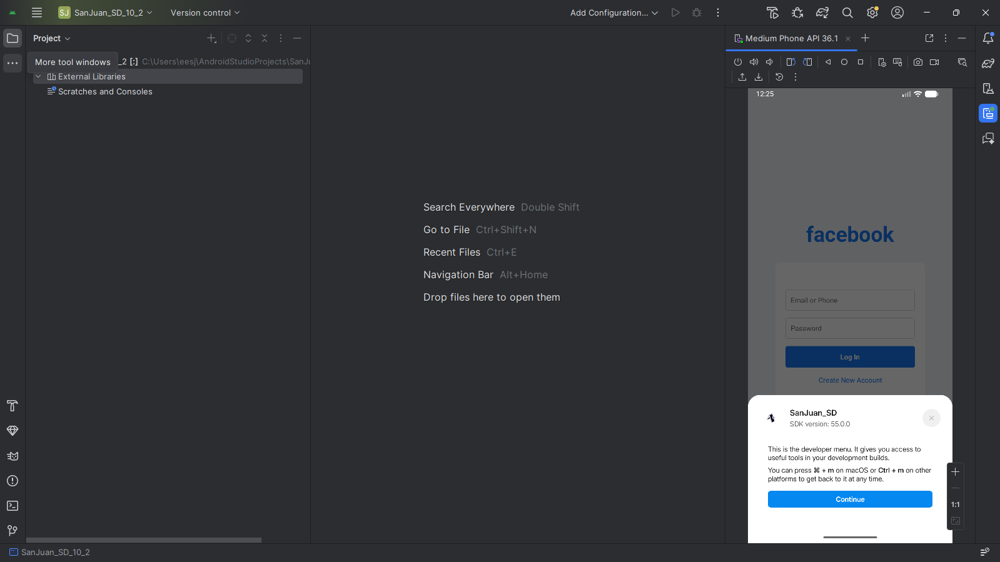 SJ SanJuan_SD_10_2 Version control Add Configuration...
Project
More tool windows
_2 [:] C:\Users\eesj\AndroidStudioProjects\SanJu
External Libraries
Scratches and Consoles
Search Everywhere Double Shift
Go to File Ctrl+Shift+N
Recent Files Ctrl+E
Navigation Bar Alt+Home
Drop files here to open them
Medium Phone API 36.1
12:25
facebook
Email or Phone
Password
Log In
Create New Account
SanJuan_SD
SDK version: 55.0.0
This is the developer menu. It gives you access to
useful tools in your development builds.
You can press ⌘ + m on macOS or Ctrl + m on other
platforms to get back to it at any time.
Continue
1:1
SanJuan_SD_10_2